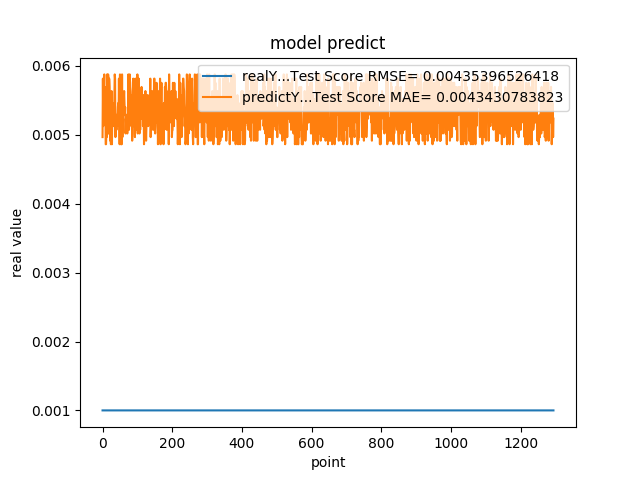 model predict
realY...Test Score RMSE= 0.00435396526418
predictY...Test Score MAE= 0.0043430783823
0.006
0.005
0.004
0.003
0.002
0.001
real value
0 200 400 600 800 1000 1200
point